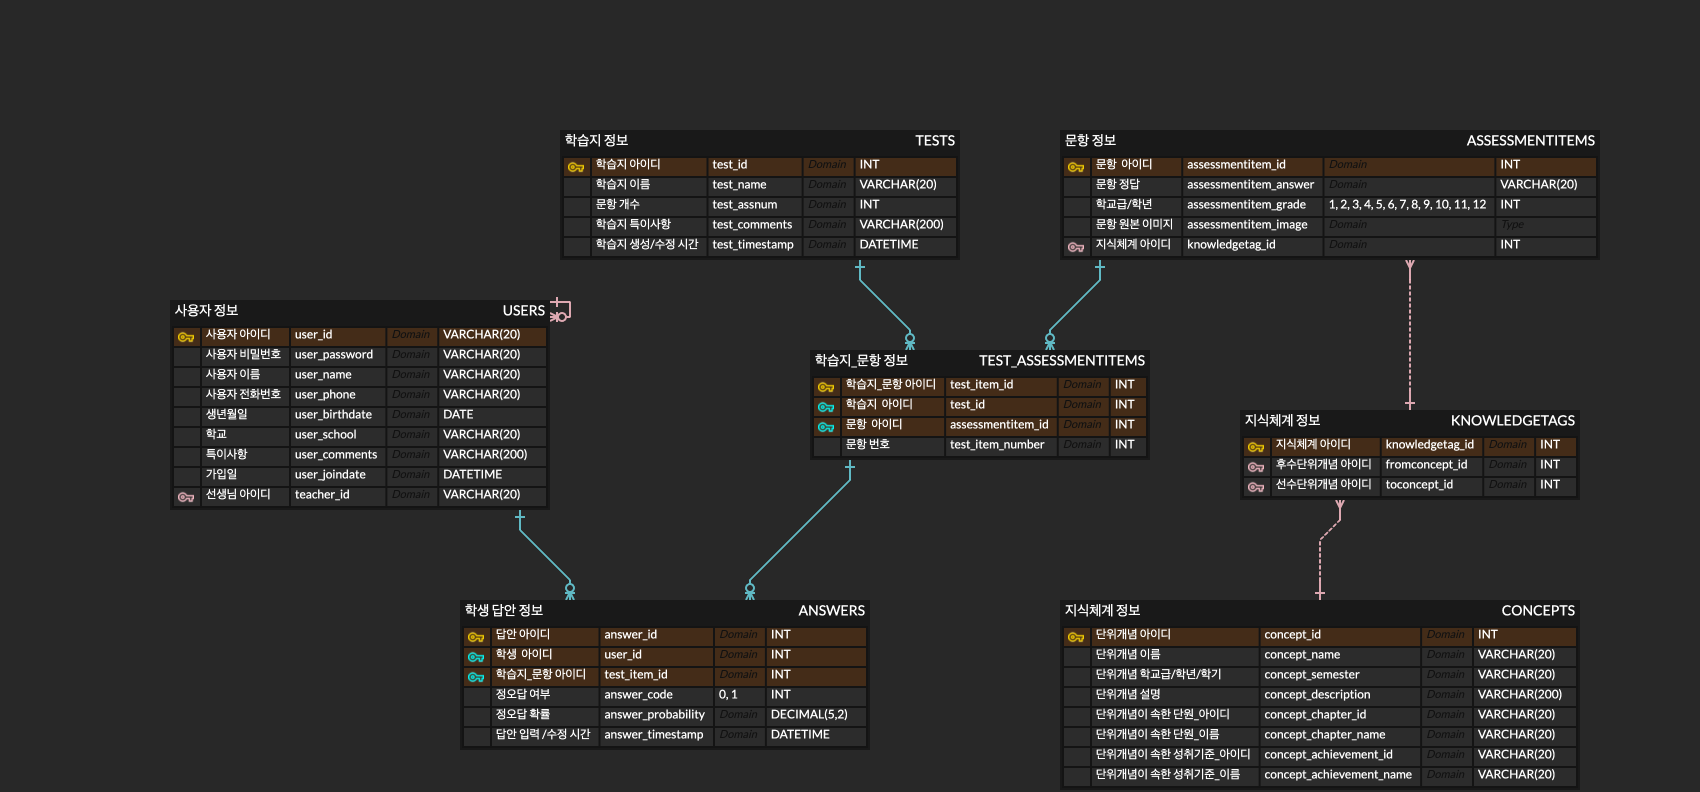 학습지 정보 TESTS
학습지 아이디 test_id Domain INT
학습지 이름 test_name Domain VARCHAR(20)
문항 개수 test_assnum Domain INT
학습지 특이사항 test_comments Domain VARCHAR(200)
학습지 생성/수정 시간 test_timestamp Domain DATETIME
문항 정보 ASSESSMENTITEMS
문항 아이디 assessmentitem_id Domain INT
문항 정답 assessmentitem_answer Domain VARCHAR(20)
학교급/학년 assessmentitem_grade 1, 2, 3, 4, 5, 6, 7, 8, 9, 10, 11, 12 INT
문항 원본 이미지 assessmentitem_image Domain Type
지식체계 아이디 knowledgetag_id Domain INT
사용자 정보 USERS
사용자 아이디 user_id Domain VARCHAR(20)
사용자 비밀번호 user_password Domain VARCHAR(20)
사용자 이름 user_name Domain VARCHAR(20)
사용자 전화번호 user_phone Domain VARCHAR(20)
생년월일 user_birthdate Domain DATE
학교 user_school Domain VARCHAR(20)
특이사항 user_comments Domain VARCHAR(200)
가입일 user_joindate Domain DATETIME
선생님 아이디 teacher_id Domain VARCHAR(20)
학습지_문항 정보 TEST_ASSESSMENTITEMS
학습지_문항 아이디 test_item_id Domain INT
학습지 아이디 test_id Domain INT
문항 아이디 assessmentitem_id Domain INT
문항 번호 test_item_number Domain INT
지식체계 정보 KNOWLEDGETAGS
지식체계 아이디 knowledgetag_id Domain INT
후수단위개념 아이디 fromconcept_id Domain INT
선수단위개념 아이디 toconcept_id Domain INT
학생 답안 정보 ANSWERS
답안 아이디 answer_id Domain INT
학생 아이디 user_id Domain INT
학습지_문항 아이디 test_item_id Domain INT
정오답 여부 answer_code 0, 1 INT
정오답 확률 answer_probability Domain DECIMAL(5,2)
답안 입력 /수정 시간 answer_timestamp Domain DATETIME
지식체계 정보 CONCEPTS
단위개념 아이디 concept_id Domain INT
단위개념 이름 concept_name Domain VARCHAR(20)
단위개념 학교급/학년/학기 concept_semester Domain VARCHAR(20)
단위개념 설명 concept_description Domain VARCHAR(200)
단위개념이 속한 단원_아이디 concept_chapter_id Domain VARCHAR(20)
단위개념이 속한 단원_이름 concept_chapter_name Domain VARCHAR(20)
단위개념이 속한 성취기준_아이디 concept_achievement_id Domain VARCHAR(20)
단위개념이 속한 성취기준_이름 concept_achievement_name Domain VARCHAR(20)